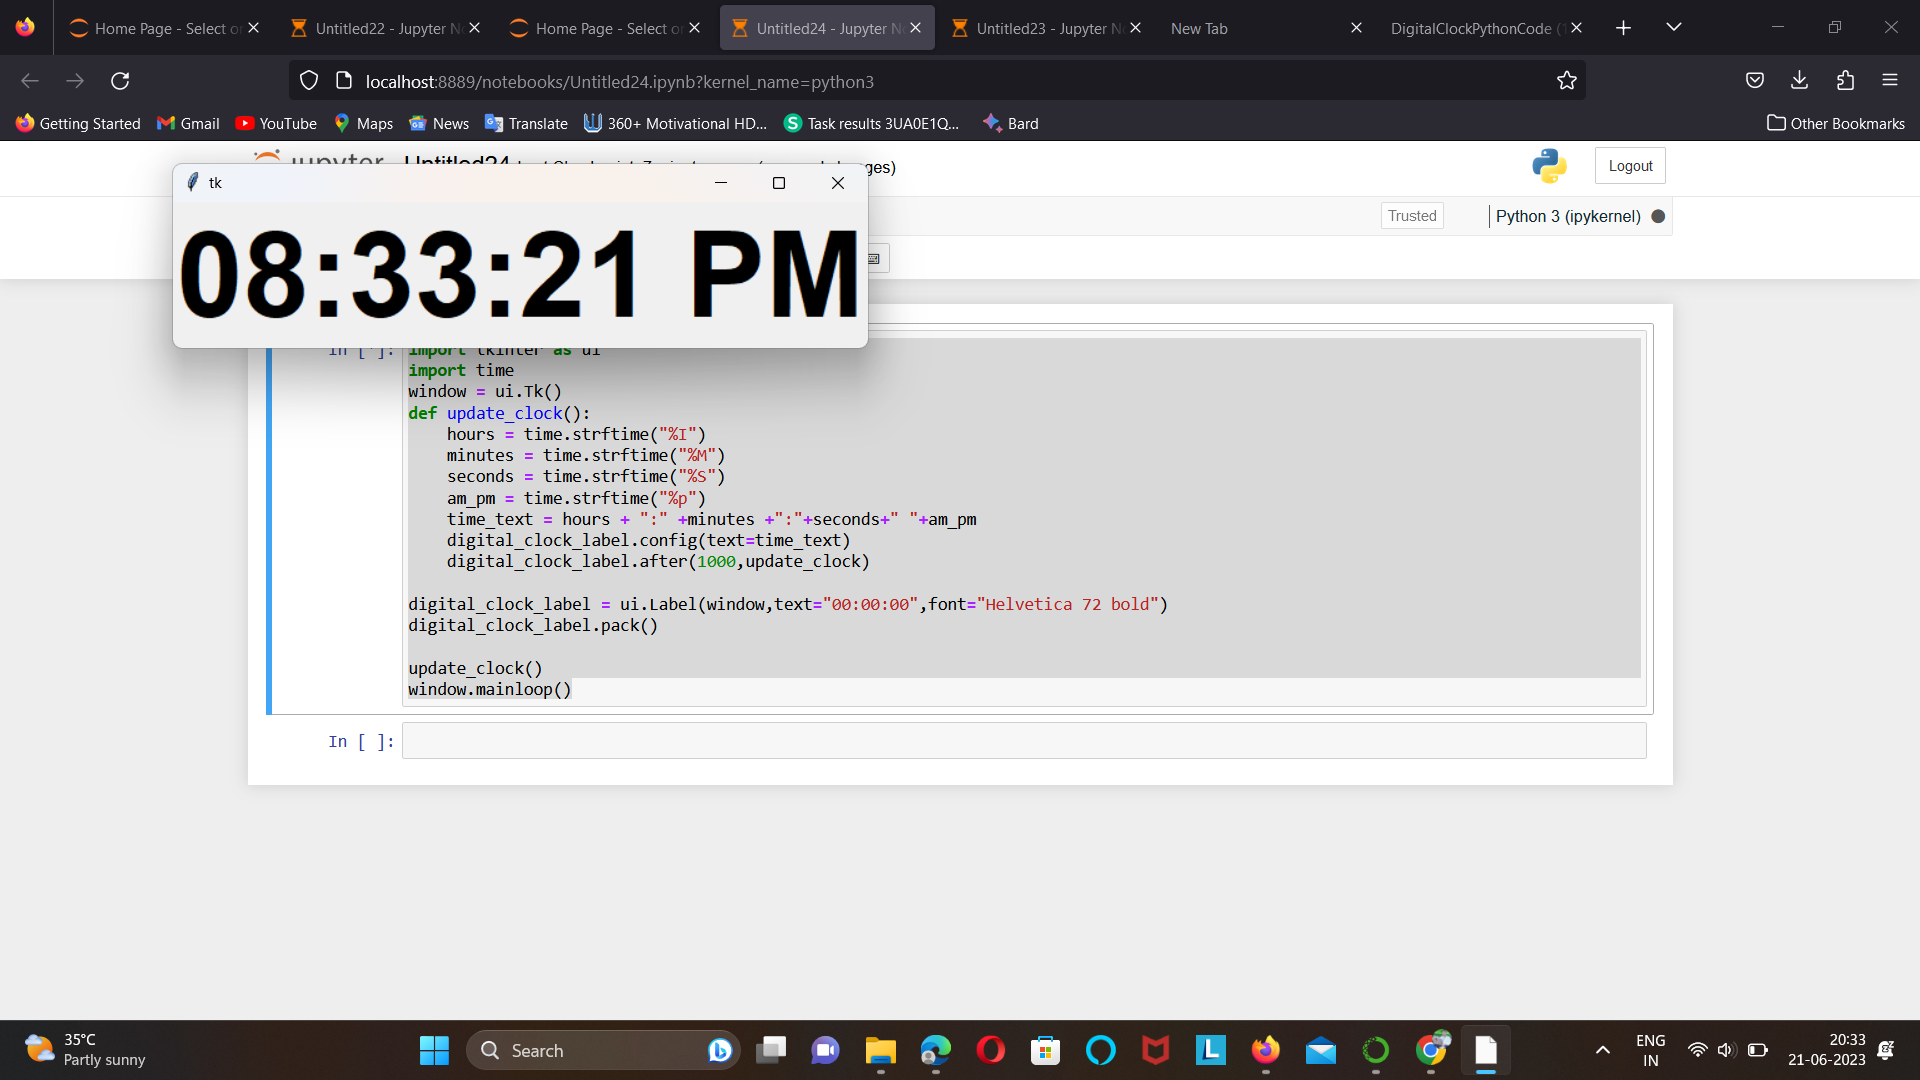 Home Page - Select or
Untitled22 - Jupyter N
Home Page - Select or
Untitled24 - Jupyter N
Untitled23 - Jupyter N
New Tab
DigitalClockPythonCode (1
localhost:8889/notebooks/Untitled24.ipynb?kernel_name=python3
Getting Started
Gmail
YouTube
Maps
News
Translate
360+ Motivational HD...
Task results 3UA0E1Q...
Bard
Other Bookmarks
jupyter Untitled24
ges)
Logout
tk
08:33:21 PM
Trusted
Python 3 (ipykernel)
In [*]:
import tkinter as ui
import time
window = ui.Tk()
def update_clock():
    hours = time.strftime("%I")
    minutes = time.strftime("%M")
    seconds = time.strftime("%S")
    am_pm = time.strftime("%p")
    time_text = hours + ":" +minutes +":"+seconds+" "+am_pm
    digital_clock_label.config(text=time_text)
    digital_clock_label.after(1000,update_clock)
digital_clock_label = ui.Label(window,text="00:00:00",font="Helvetica 72 bold")
digital_clock_label.pack()
update_clock()
window.mainloop()
In [ ]:
35°C
Partly sunny
Search
ENG
IN
20:33
21-06-2023